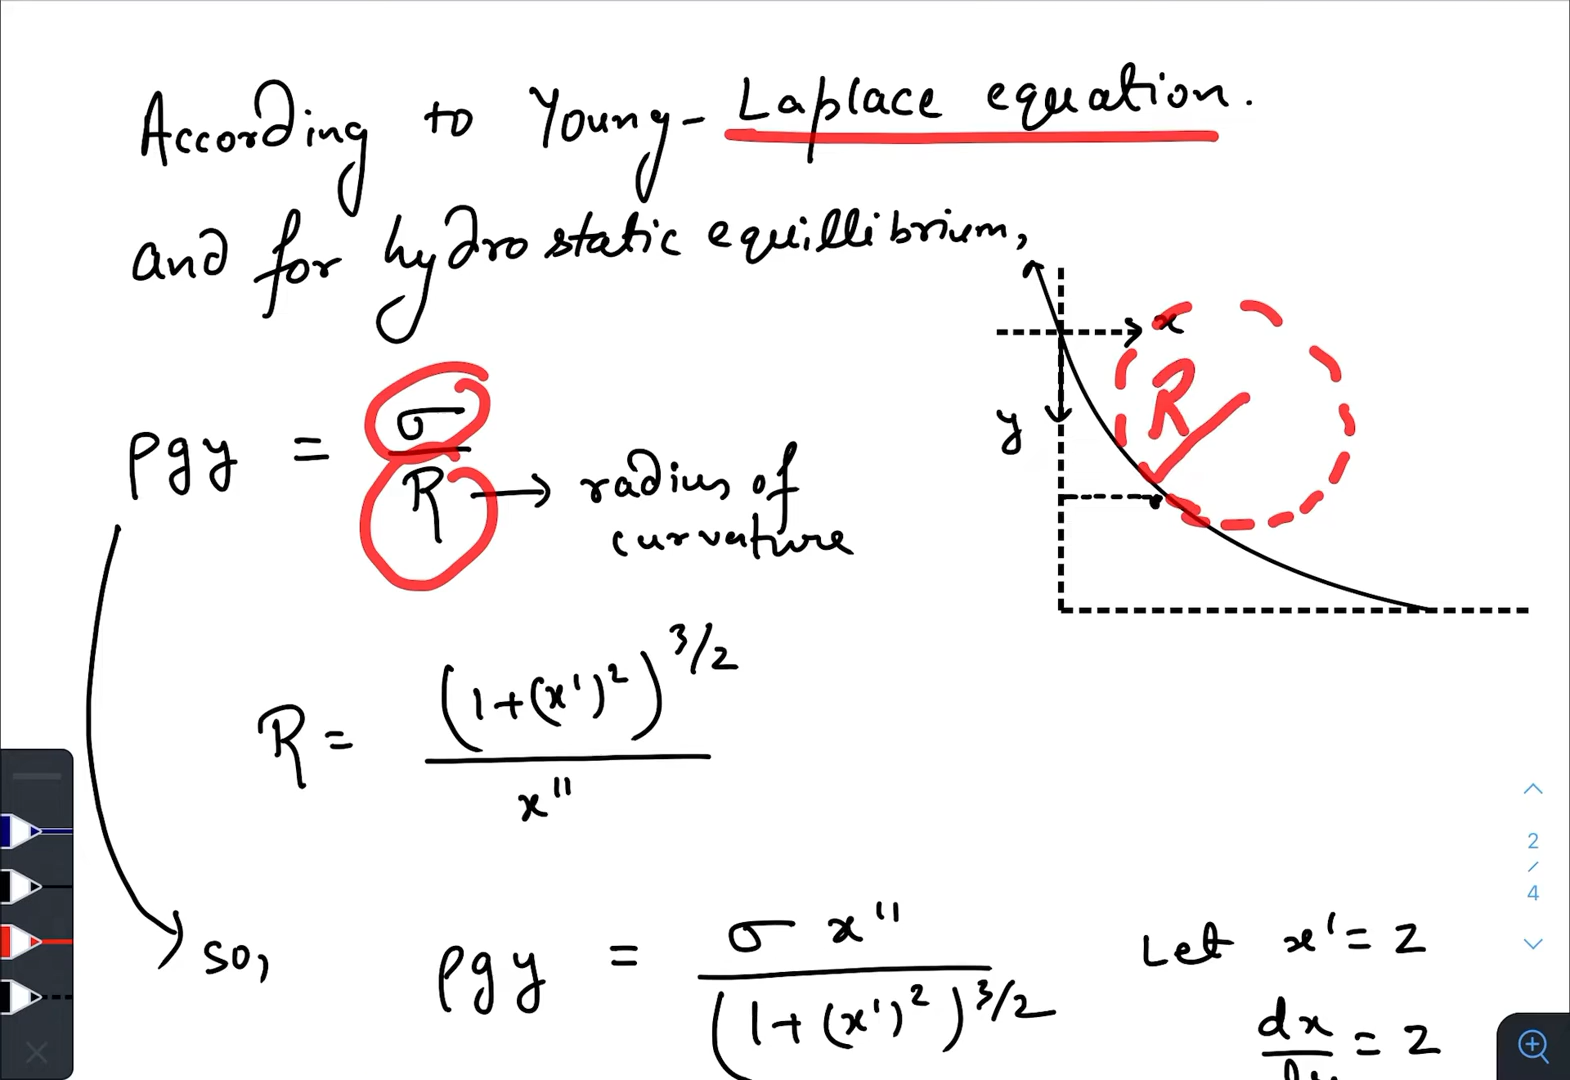 According to Young-Laplace equation.
and for hydrostatic equillibrium,
x
R
y
ρgy = σ/R → radius of
curvature
R = (1+(x')²)^3/2 / x"
so, ρgy = σ x" / (1+(x')²)^3/2
Let x' = z
dx/dy = z
2
/
4